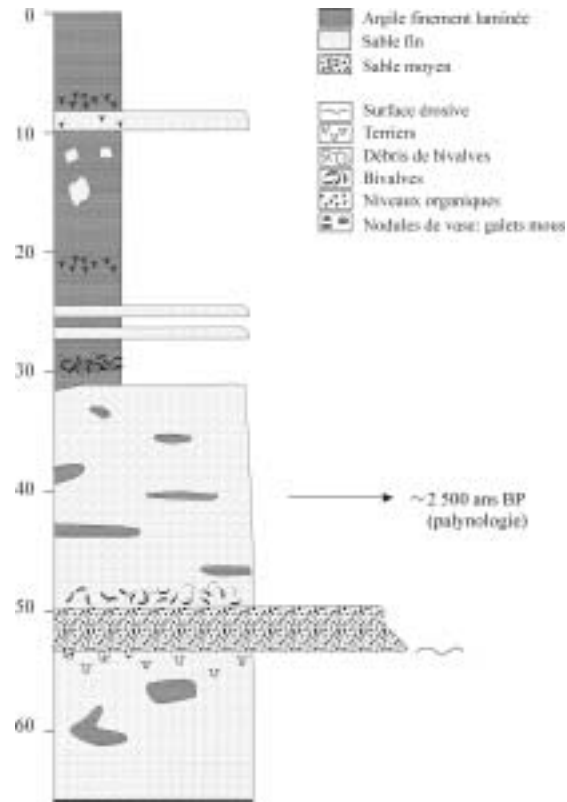 0
10
20
30
40
50
60
Argile finement laminée
Sable fin
Sable moyen
Surface érosive
Terriers
Débris de bivalves
Bivalves
Niveaux organiques
Nodules de vase: galets mous
~2 500 ans BP
(palynologie)